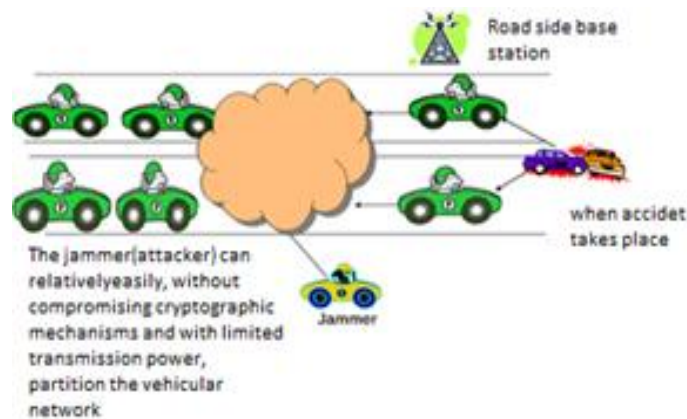 Road side base
station
when accidet
takes place
The jammer(attacker) can
relativelyeasily, without
compromising cryptographic
mechanisms and with limited
transmission power,
partition the vehicular
network
Jammer